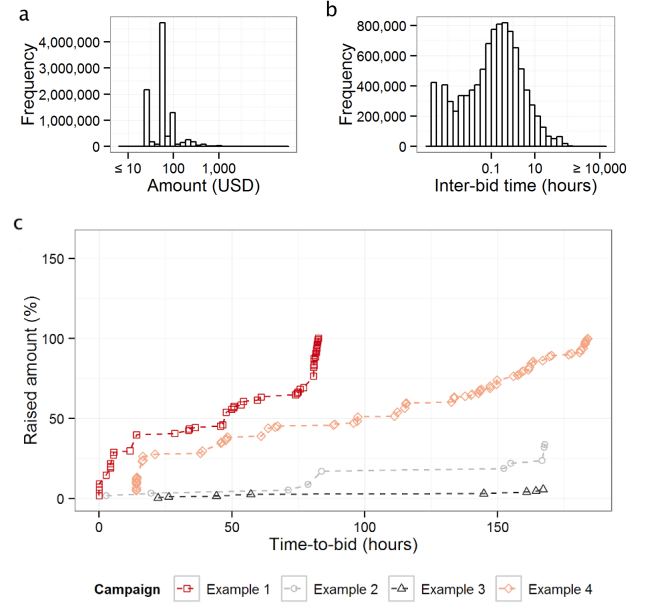 a
Frequency
4,000,000
3,000,000
2,000,000
1,000,000
0
≤ 10
100
1,000
Amount (USD)
b
Frequency
800,000
600,000
400,000
200,000
0
0.1
10
≥ 10,000
Inter-bid time (hours)
c
Raised amount (%)
150
100
50
0
0
50
100
150
Time-to-bid (hours)
Campaign
Example 1
Example 2
Example 3
Example 4